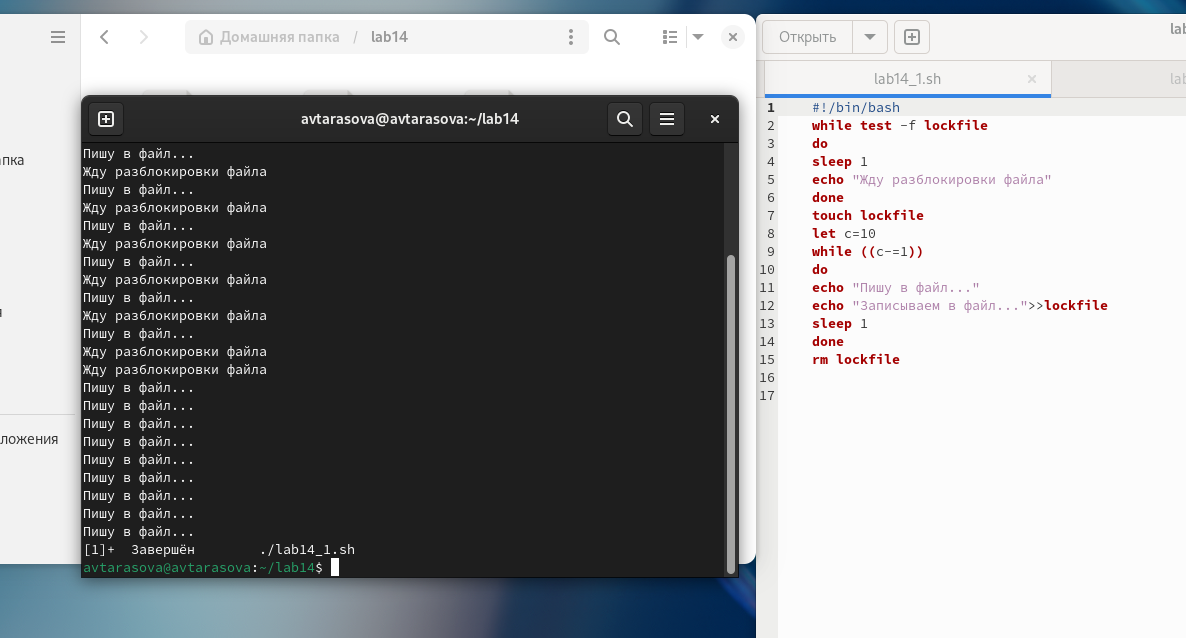 Домашняя папка / lab14
avtarasova@avtarasova:~/lab14
Пишу в файл...
Жду разблокировки файла
Пишу в файл...
Жду разблокировки файла
Пишу в файл...
Жду разблокировки файла
Пишу в файл...
Жду разблокировки файла
Пишу в файл...
Жду разблокировки файла
Пишу в файл...
Жду разблокировки файла
Жду разблокировки файла
Пишу в файл...
Пишу в файл...
Пишу в файл...
Пишу в файл...
Пишу в файл...
Пишу в файл...
Пишу в файл...
Пишу в файл...
Пишу в файл...
[1]+  Завершён        ./lab14_1.sh
avtarasova@avtarasova:~/lab14$
Открыть
lab14_1.sh
1 #!/bin/bash
2 while test -f lockfile
3 do
4 sleep 1
5 echo "Жду разблокировки файла"
6 done
7 touch lockfile
8 let c=10
9 while ((c-=1))
10 do
11 echo "Пишу в файл..."
12 echo "Записываем в файл...">>lockfile
13 sleep 1
14 done
15 rm lockfile
16
17